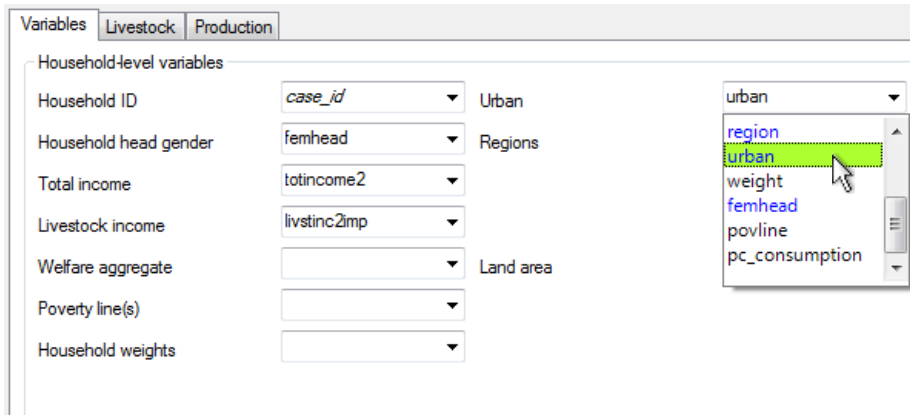 Variables Livestock Production
Household-level variables
Household ID case_id Urban urban
Household head gender femhead Regions region
urban
Total income totincome2 weight
Livestock income livstinc2imp femhead
povline
Welfare aggregate Land area pc_consumption
Poverty line(s)
Household weights